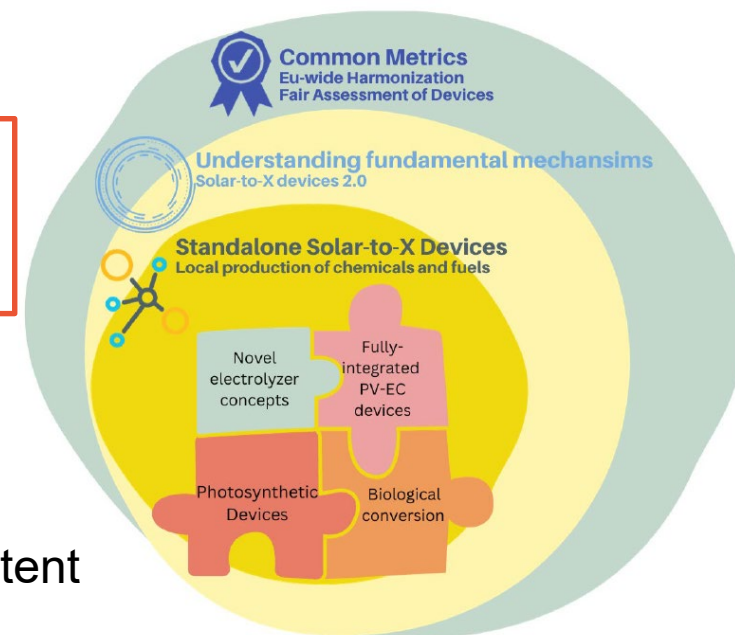 Common Metrics
Eu-wide Harmonization
Fair Assessment of Devices
Understanding fundamental mechansims
Solar-to-X devices 2.0
Standalone Solar-to-X Devices
Local production of chemicals and fuels
Novel
electrolyzer
concepts
Fully-
integrated
PV-EC
devices
Photosynthetic
Devices
Biological
conversion
tent